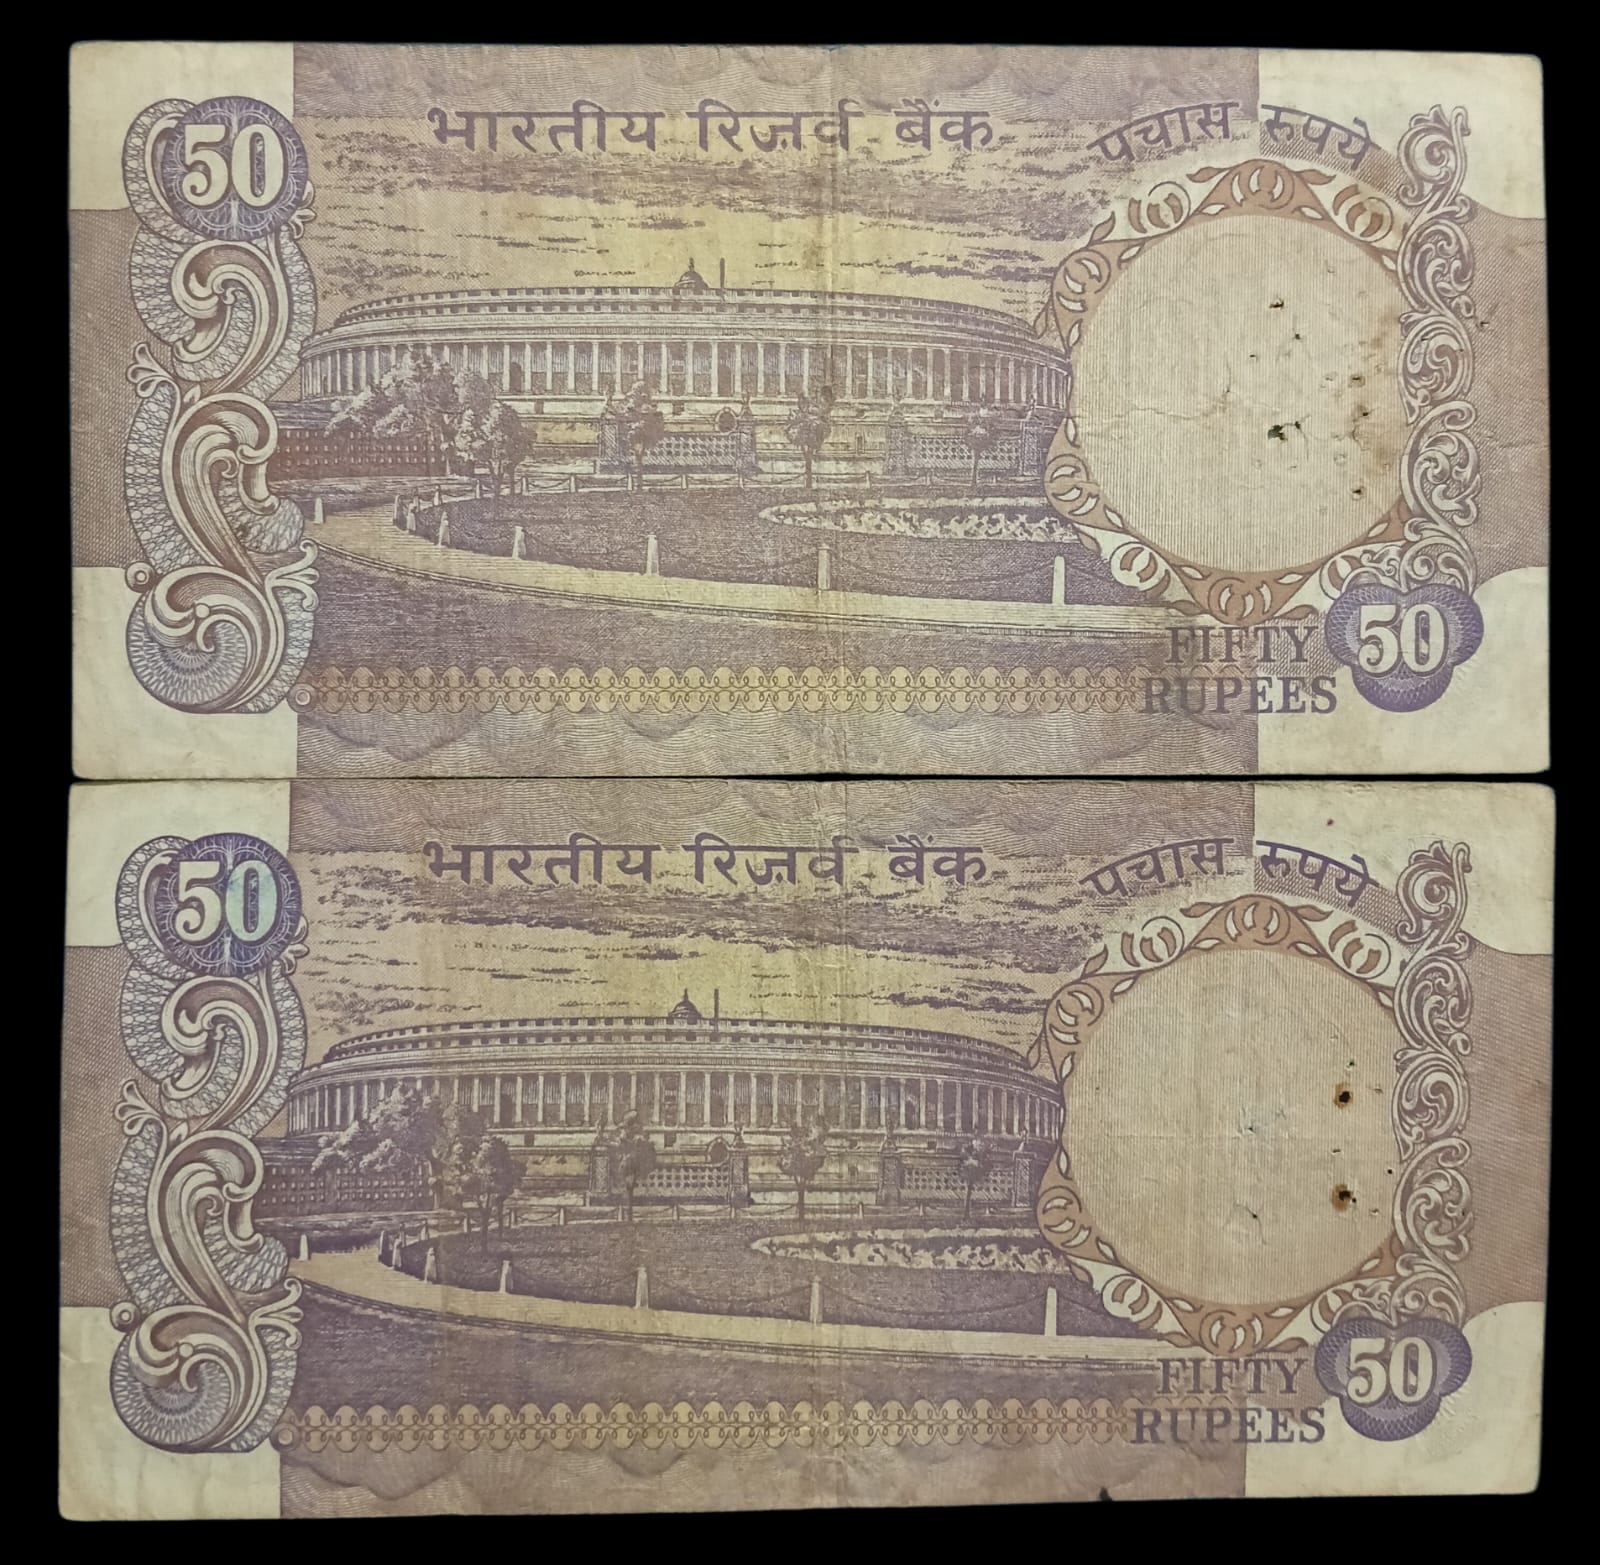 50
भारतीय रिज़र्व बैंक
पचास रुपये
FIFTY
RUPEES
50
50
भारतीय रिज़र्व बैंक
पचास रुपये
FIFTY
RUPEES
50